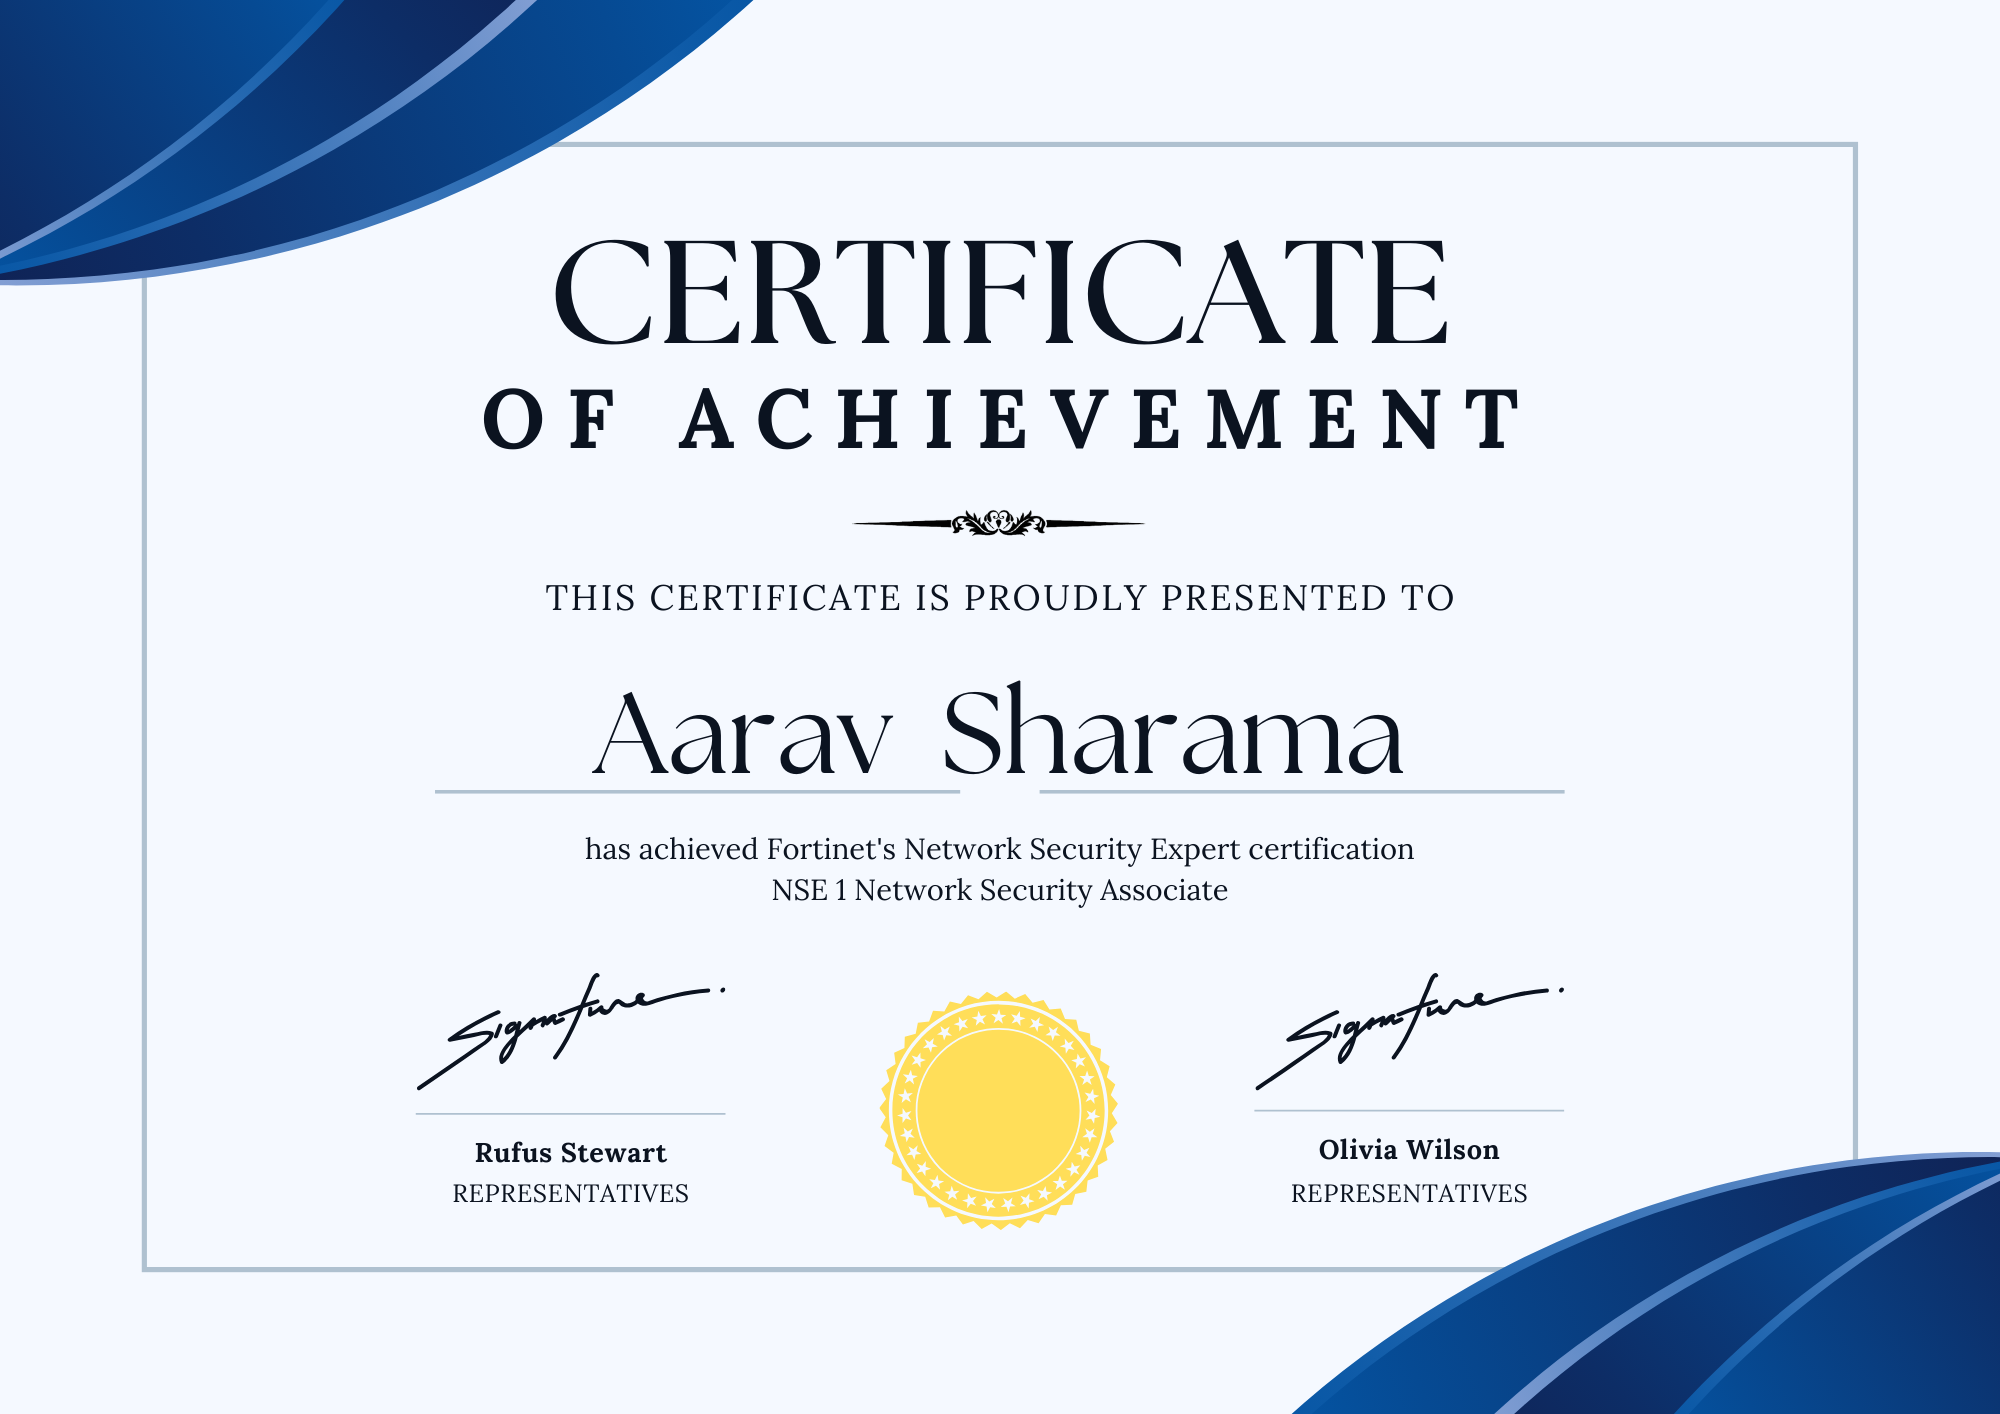 CERTIFICATE
OF ACHIEVEMENT
THIS CERTIFICATE IS PROUDLY PRESENTED TO
Aarav Sharama
has achieved Fortinet's Network Security Expert certification
NSE 1 Network Security Associate
Signature Signature
Rufus Stewart Olivia Wilson
REPRESENTATIVES REPRESENTATIVES